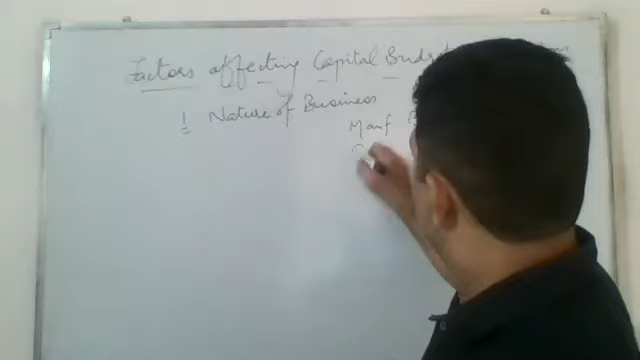 Factors affecting Capital
1 Nature of Business
Manf